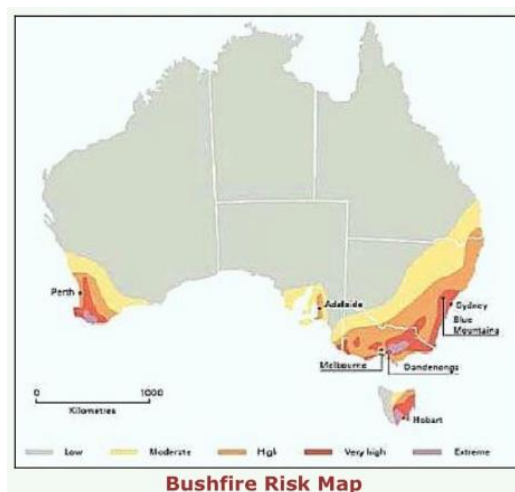 Perth
Adelaide
Sydney
Blue
Mountains
Melbourne
Dandenongs
Hobart
0 1000
Kilometres
Low Moderate High Very high Extreme
Bushfire Risk Map